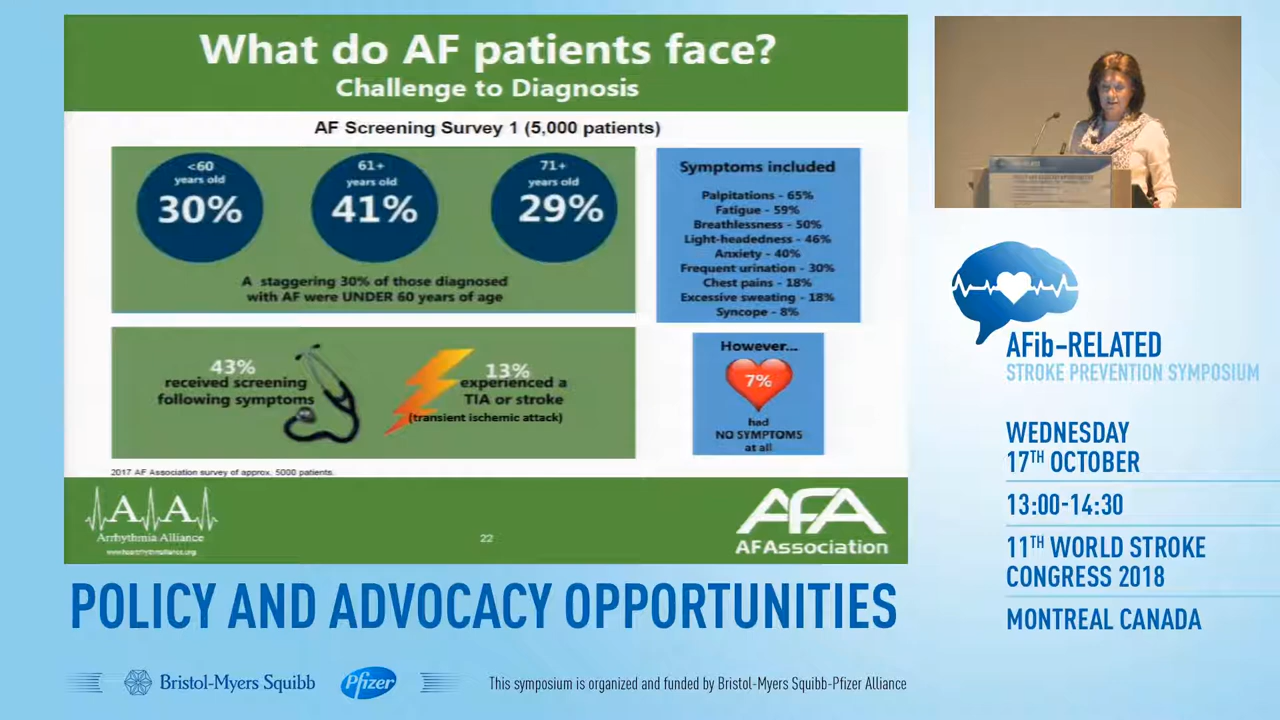 What do AF patients face?
Challenge to Diagnosis
AF Screening Survey 1 (5,000 patients)
<60
years old
30%
61+
years old
41%
71+
years old
29%
A staggering 30% of those diagnosed
with AF were UNDER 60 years of age
Symptoms included
Palpitations - 65%
Fatigue - 59%
Breathlessness - 50%
Light-headedness - 46%
Anxiety - 40%
Frequent urination - 30%
Chest pains - 18%
Excessive sweating - 18%
Syncope - 8%
43%
received screening
following symptoms
13%
experienced a
TIA or stroke
(transient ischemic attack)
However...
7%
had
NO SYMPTOMS
at all
2017 AF Association survey of approx. 5000 patients.
A A A
Arrhythmia Alliance
22
AFA
AFAssociation
POLICY AND ADVOCACY OPPORTUNITIES
Bristol-Myers Squibb
Pfizer
This symposium is organized and funded by Bristol-Myers Squibb-Pfizer Alliance
AFib-RELATED
STROKE PREVENTION SYMPOSIUM
WEDNESDAY
17TH OCTOBER
13:00-14:30
11TH WORLD STROKE
CONGRESS 2018
MONTREAL CANADA